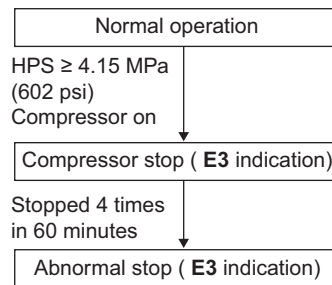 Normal operation
HPS ≥ 4.15 MPa
(602 psi)
Compressor on
Compressor stop ( E3 indication)
Stopped 4 times
in 60 minutes
Abnormal stop ( E3 indication)